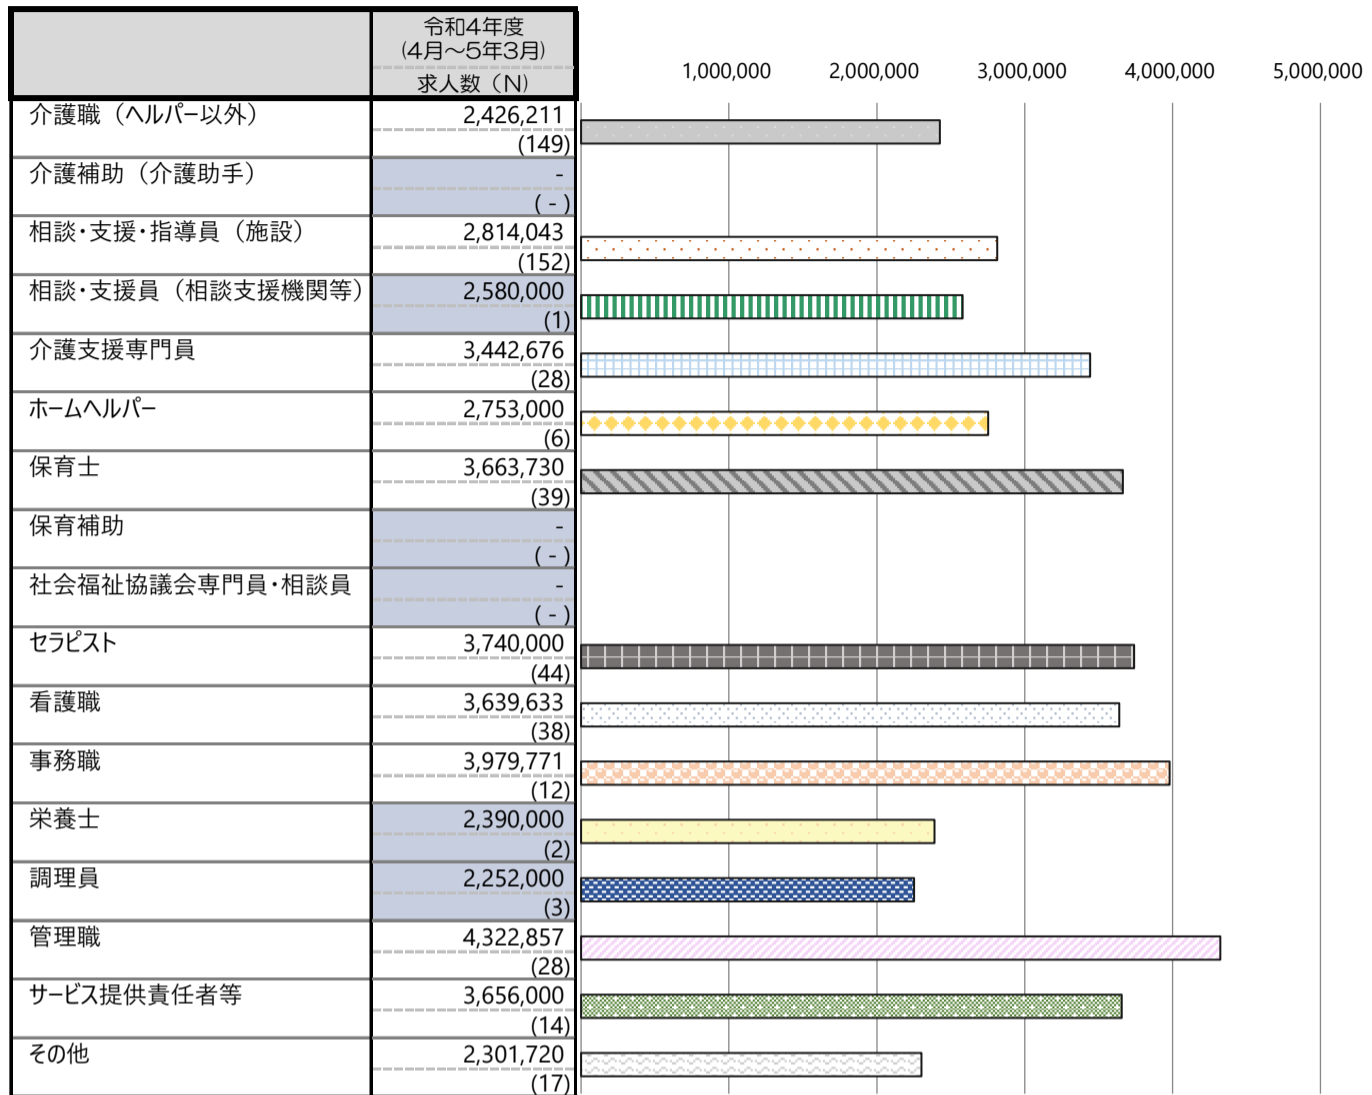 令和4年度
(4月～5年3月)
求人数（N）
1,000,000 2,000,000 3,000,000 4,000,000 5,000,000
介護職（ヘルパー以外） 2,426,211
(149)
介護補助（介護助手） -
( - )
相談・支援・指導員（施設） 2,814,043
(152)
相談・支援員（相談支援機関等） 2,580,000
(1)
介護支援専門員 3,442,676
(28)
ホームヘルパー 2,753,000
(6)
保育士 3,663,730
(39)
保育補助 -
( - )
社会福祉協議会専門員・相談員 -
( - )
セラピスト 3,740,000
(44)
看護職 3,639,633
(38)
事務職 3,979,771
(12)
栄養士 2,390,000
(2)
調理員 2,252,000
(3)
管理職 4,322,857
(28)
サービス提供責任者等 3,656,000
(14)
その他 2,301,720
(17)